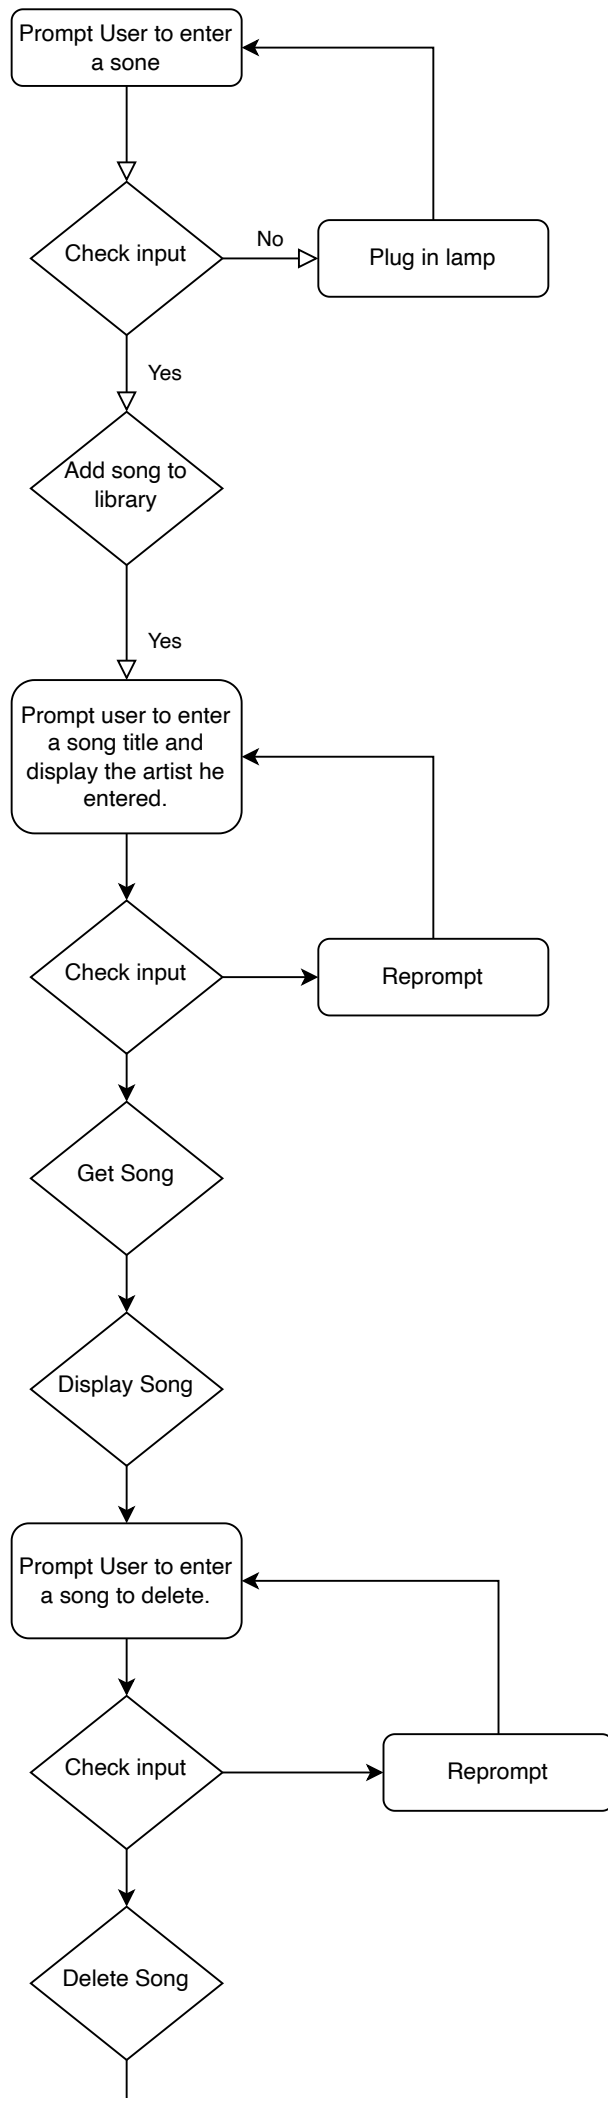 Prompt User to enter
a sone
Check input
No
Plug in lamp
Yes
Add song to
library
Yes
Prompt user to enter
a song title and
display the artist he
entered.
Check input
Reprompt
Get Song
Display Song
Prompt User to enter
a song to delete.
Check input
Reprompt
Delete Song